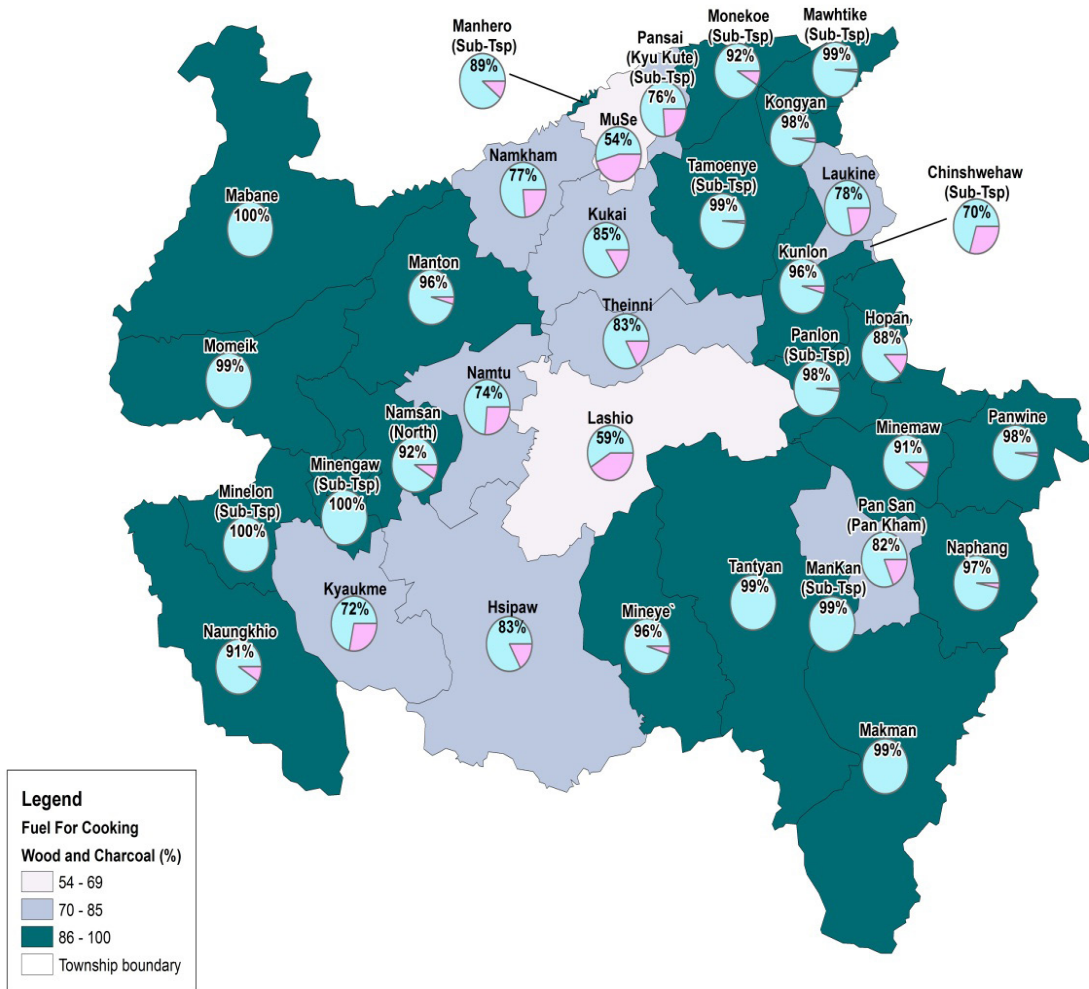 Manhero
(Sub-Tsp)
89%
Pansai
(Kyu Kute)
(Sub-Tsp)
76%
Monekoe
(Sub-Tsp)
92%
Mawhtike
(Sub-Tsp)
99%
Kongyan
98%
MuSe
54%
Namkham
77%
Tamoenye
(Sub-Tsp)
99%
Laukine
78%
Chinshwehaw
(Sub-Tsp)
70%
Mabane
100%
Kukai
85%
Manton
96%
Kunlon
96%
Theinni
83%
Hopan
88%
Momeik
99%
Panlon
(Sub-Tsp)
98%
Namtu
74%
Namsan
(North)
92%
Lashio
59%
Minemaw
91%
Panwine
98%
Minengaw
(Sub-Tsp)
100%
Minelon
(Sub-Tsp)
100%
Pan San
(Pan Kham)
82%
Naphang
97%
Tantyan
99%
ManKan
(Sub-Tsp)
99%
Kyaukme
72%
Hsipaw
83%
Mineye`
96%
Naungkhio
91%
Makman
99%
Legend
Fuel For Cooking
Wood and Charcoal (%)
54 - 69
70 - 85
86 - 100
Township boundary